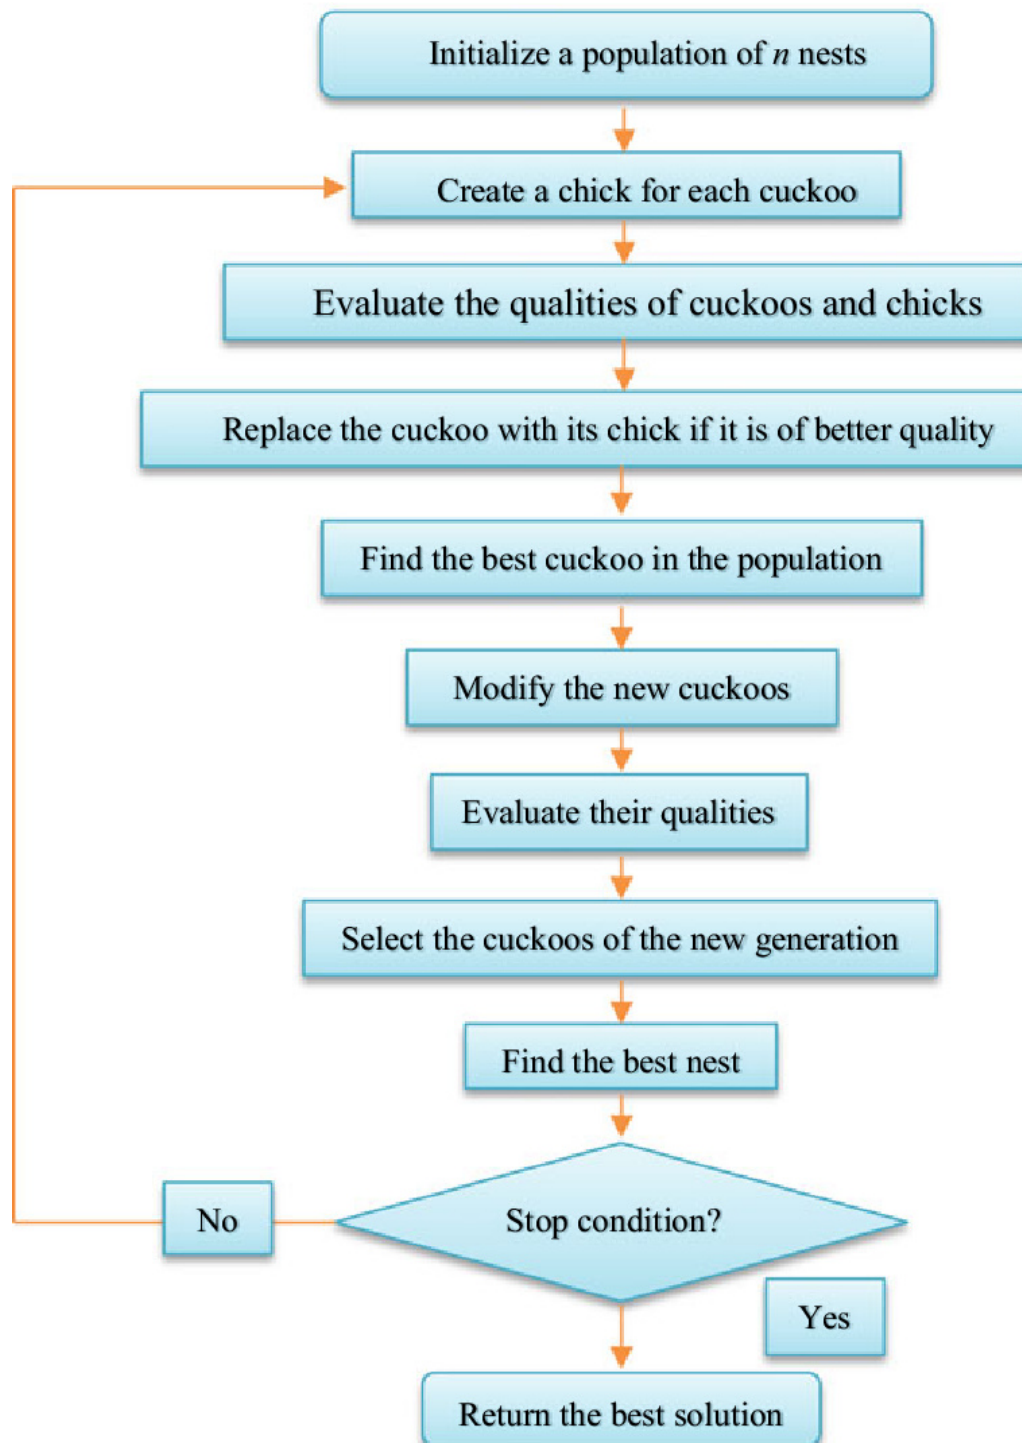 Initialize a population of n nests
Create a chick for each cuckoo
Evaluate the qualities of cuckoos and chicks
Replace the cuckoo with its chick if it is of better quality
Find the best cuckoo in the population
Modify the new cuckoos
Evaluate their qualities
Select the cuckoos of the new generation
Find the best nest
Stop condition?
No
Yes
Return the best solution